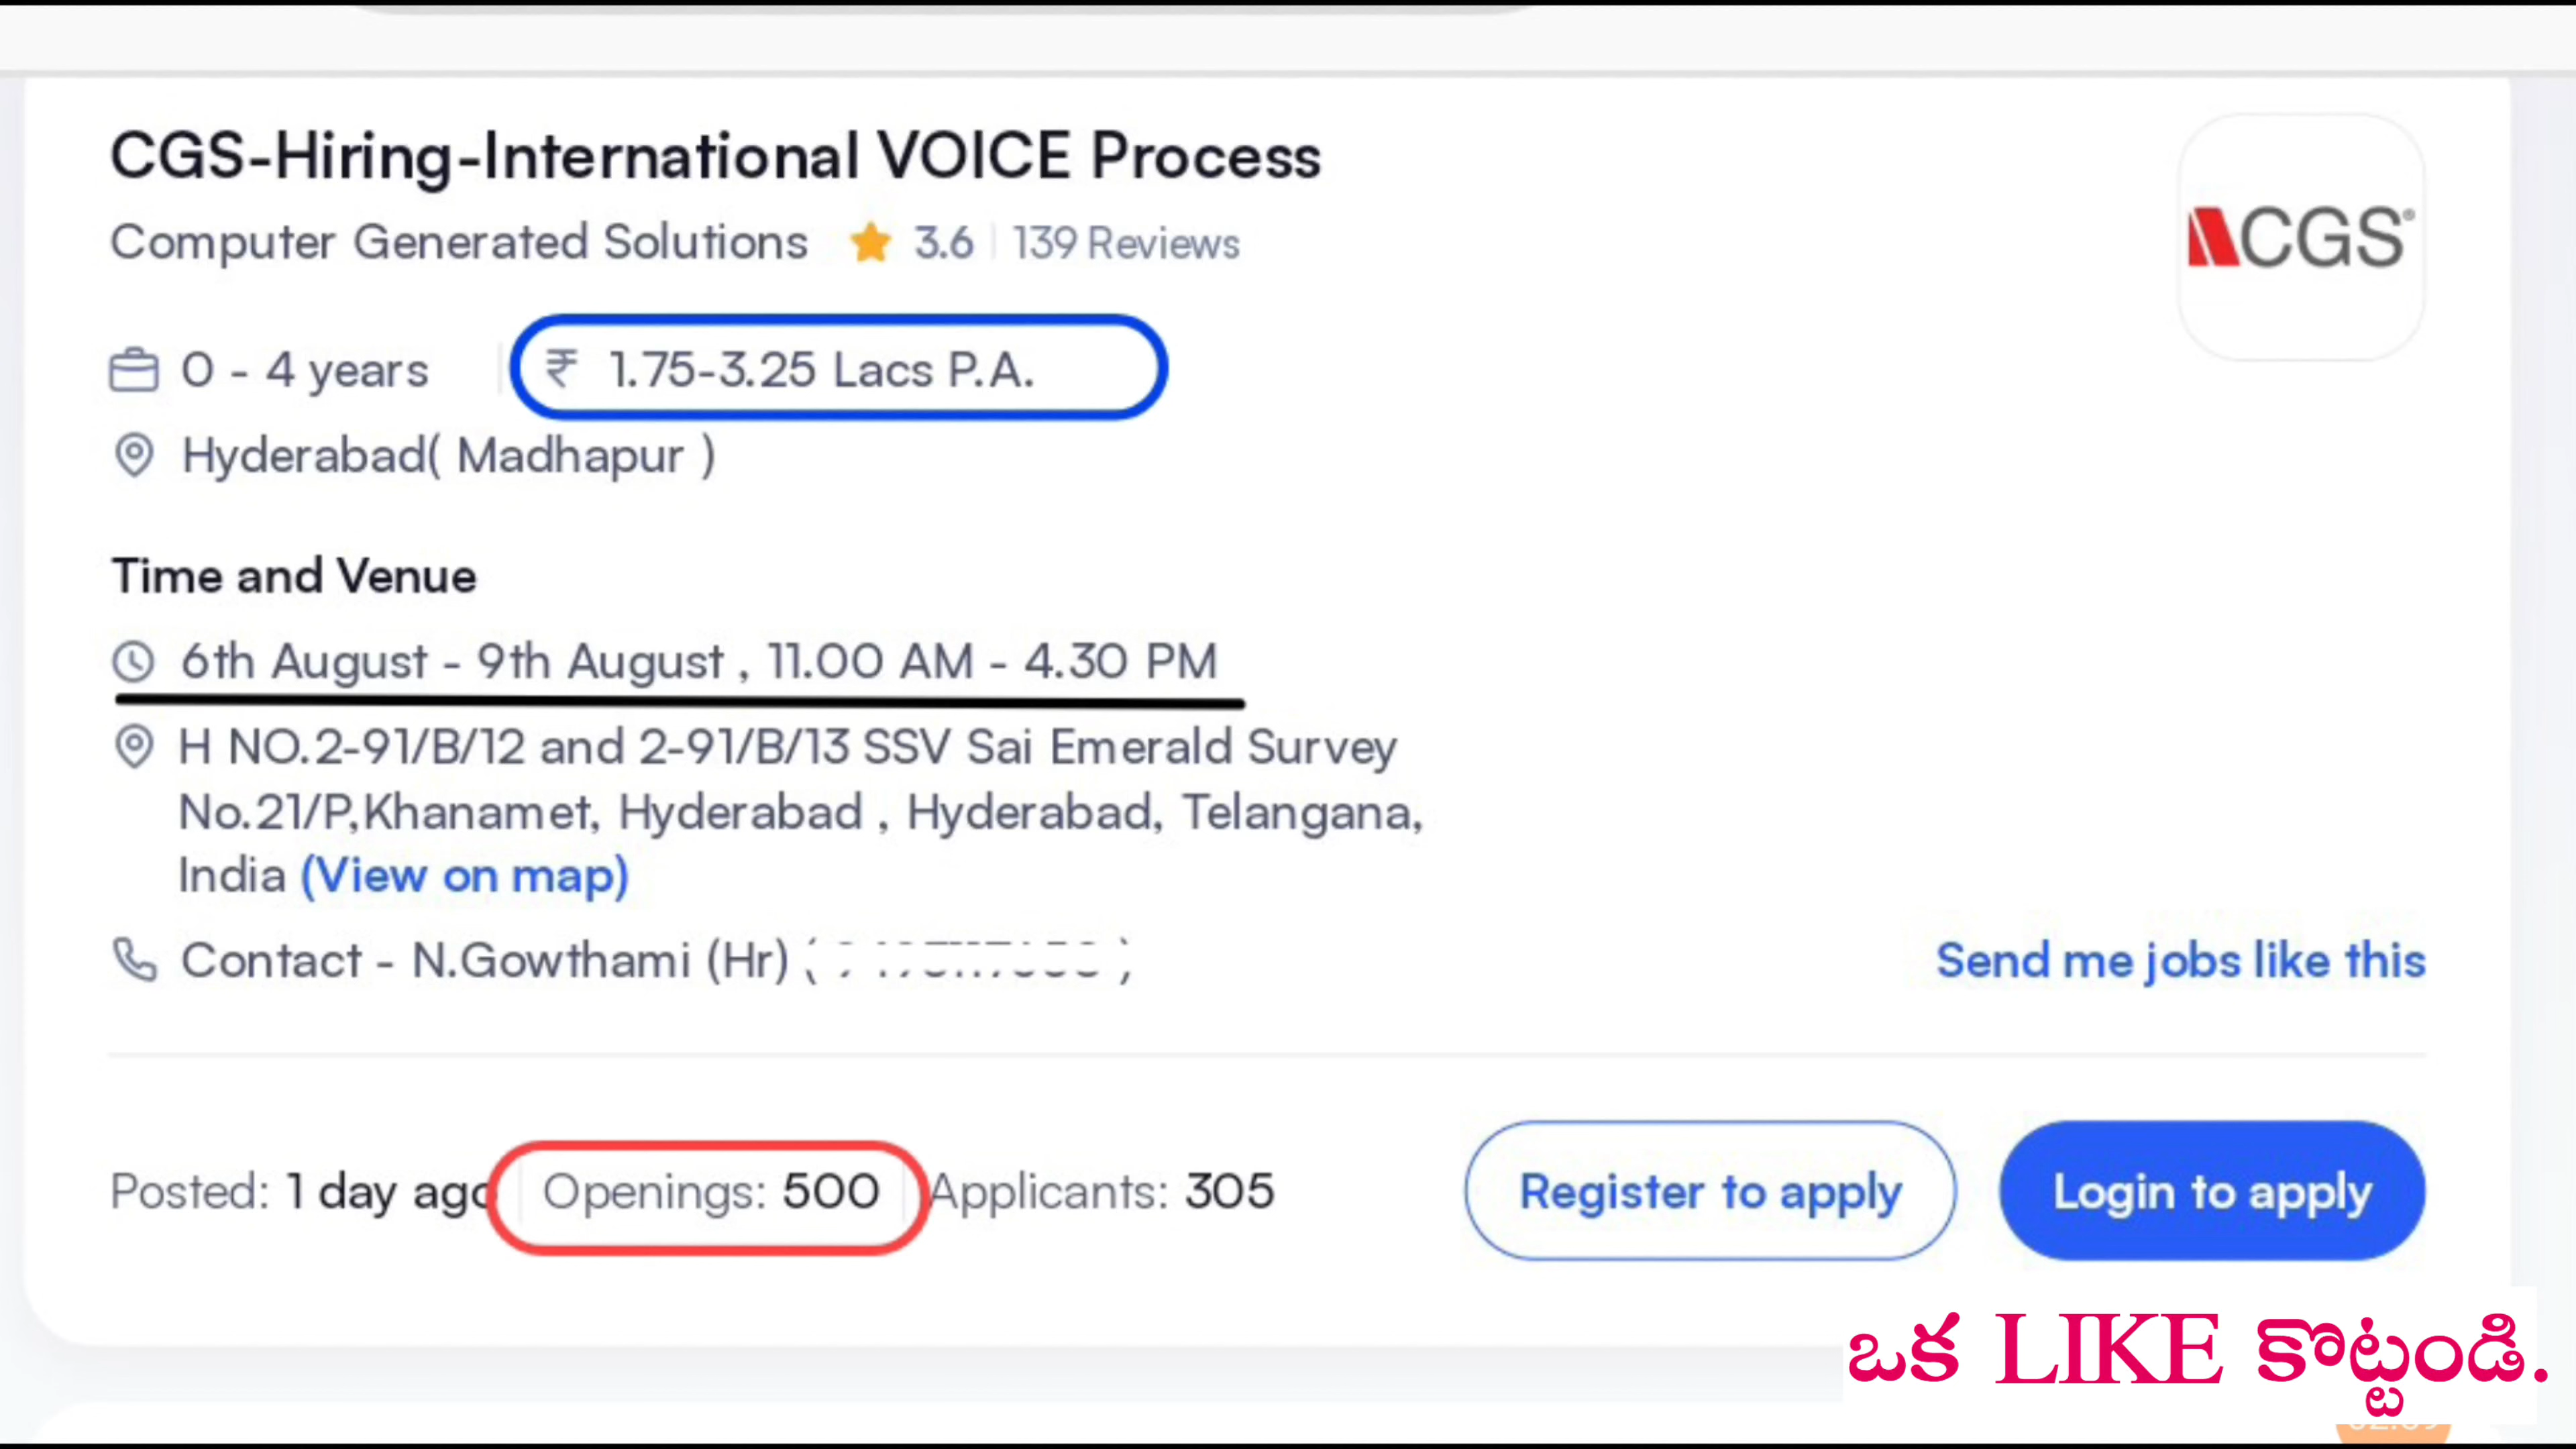 CGS-Hiring-International VOICE Process
Computer Generated Solutions 3.6 139 Reviews
CGS®
0 - 4 years ₹ 1.75-3.25 Lacs P.A.
Hyderabad( Madhapur )
Time and Venue
6th August - 9th August , 11.00 AM - 4.30 PM
H NO.2-91/B/12 and 2-91/B/13 SSV Sai Emerald Survey
No.21/P,Khanamet, Hyderabad , Hyderabad, Telangana,
India (View on map)
Contact - N.Gowthami (Hr)
Send me jobs like this
Posted: 1 day ago Openings: 500 Applicants: 305
Register to apply
Login to apply
ఒక LIKE కొట్టండి.